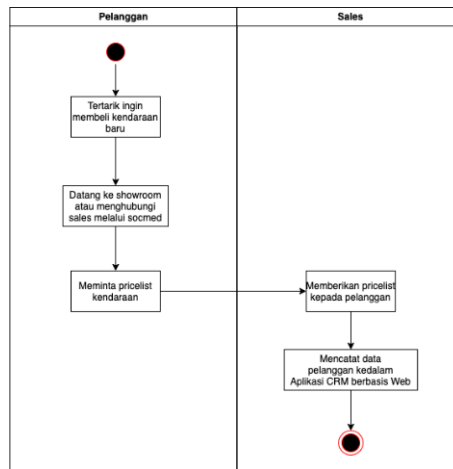 Pelanggan
Sales
Tertarik ingin
membeli kendaraan
baru
Datang ke showroom
atau menghubungi
sales melalui socmed
Meminta pricelist
kendaraan
Memberikan pricelist
kepada pelanggan
Mencatat data
pelanggan kedalam
Aplikasi CRM berbasis Web